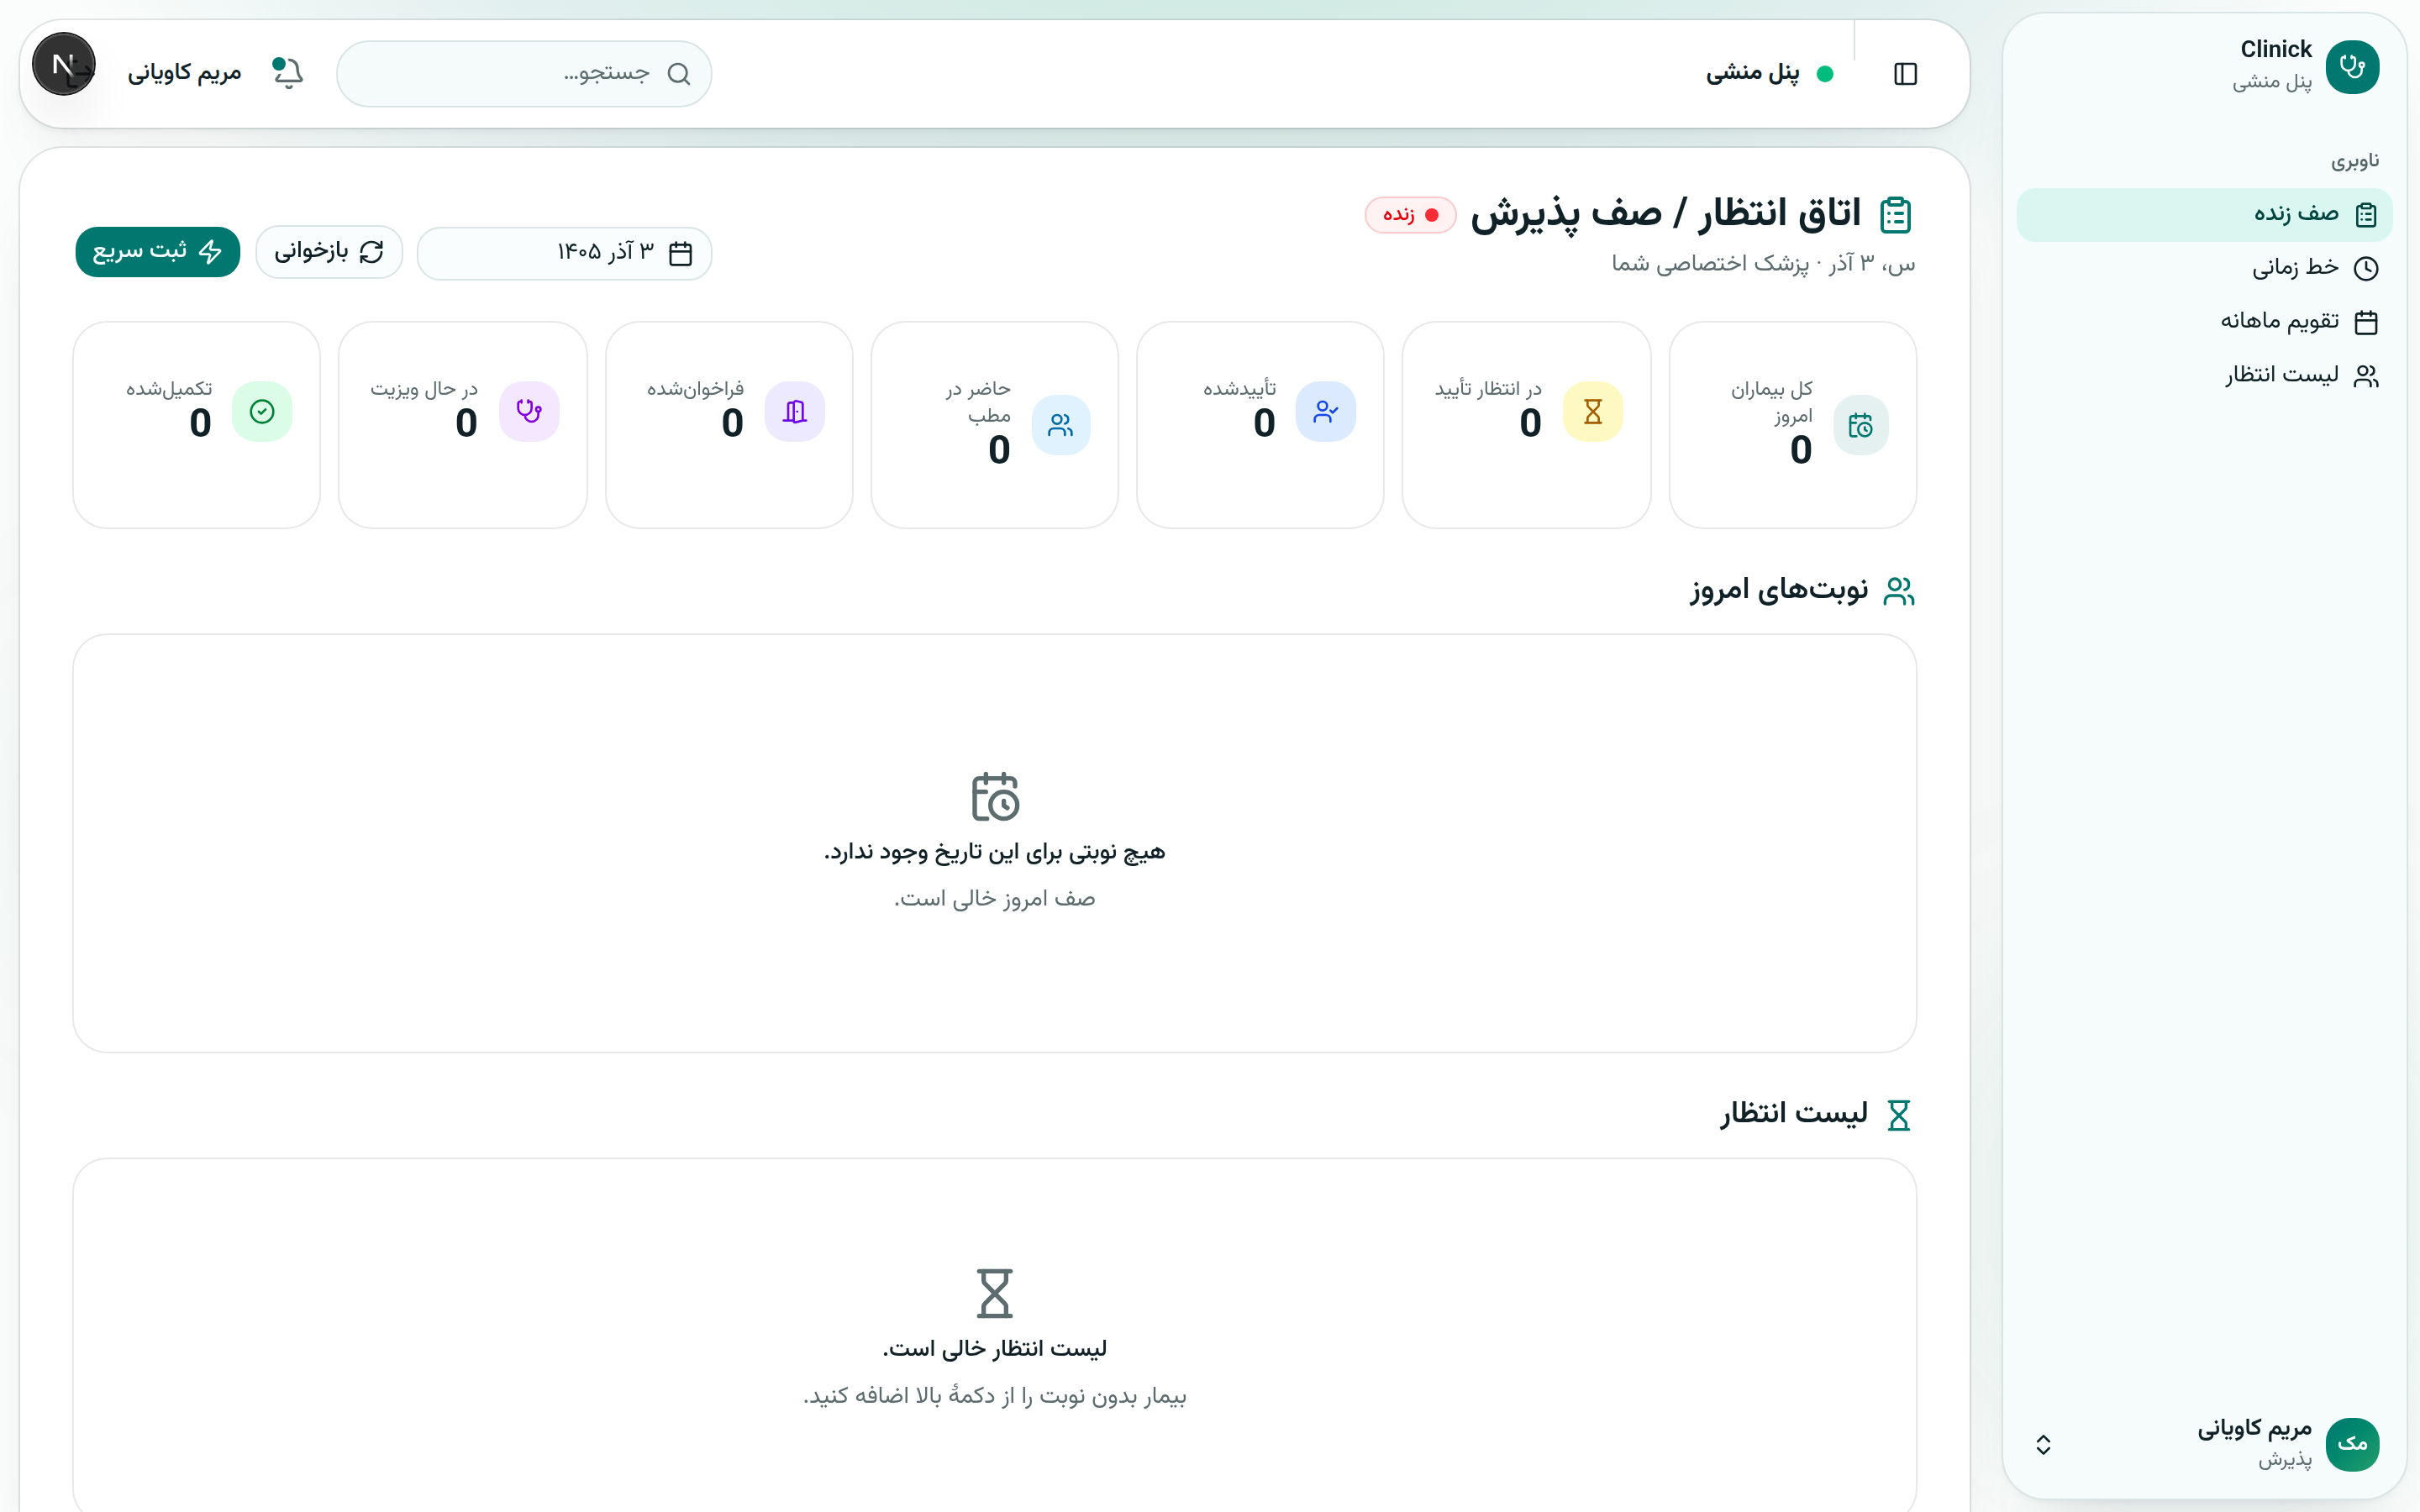 Clinick
پنل منشی
ناوبری
صف زنده
خط زمانی
تقویم ماهانه
لیست انتظار
مریم کاویانی
پذیرش
مک
پنل منشی
جستجو...
مریم کاویانی
N
اتاق انتظار / صف پذیرش
زنده
س، ۳ آذر · پزشک اختصاصی شما
۳ آذر ۱۴۰۵
بازخوانی
ثبت سریع
کل بیماران
امروز
0
در انتظار تأیید
0
تأییدشده
0
حاضر در
مطب
0
فراخوان‌شده
0
در حال ویزیت
0
تکمیل‌شده
0
نوبت‌های امروز
هیچ نوبتی برای این تاریخ وجود ندارد.
صف امروز خالی است.
لیست انتظار
لیست انتظار خالی است.
بیمار بدون نوبت را از دکمهٔ بالا اضافه کنید.